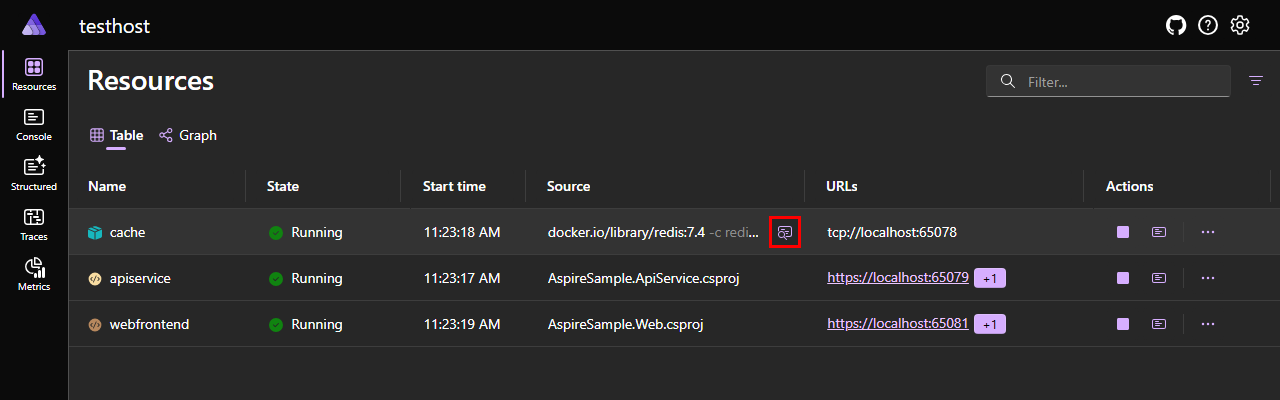 testhost
Resources
Console
Structured
Traces
Metrics
Resources
Filter...
Table Graph
Name State Start time Source URLs Actions
cache Running 11:23:18 AM docker.io/library/redis:7.4 -c redi... tcp://localhost:65078
apiservice Running 11:23:17 AM AspireSample.ApiService.csproj https://localhost:65079 +1
webfrontend Running 11:23:19 AM AspireSample.Web.csproj https://localhost:65081 +1